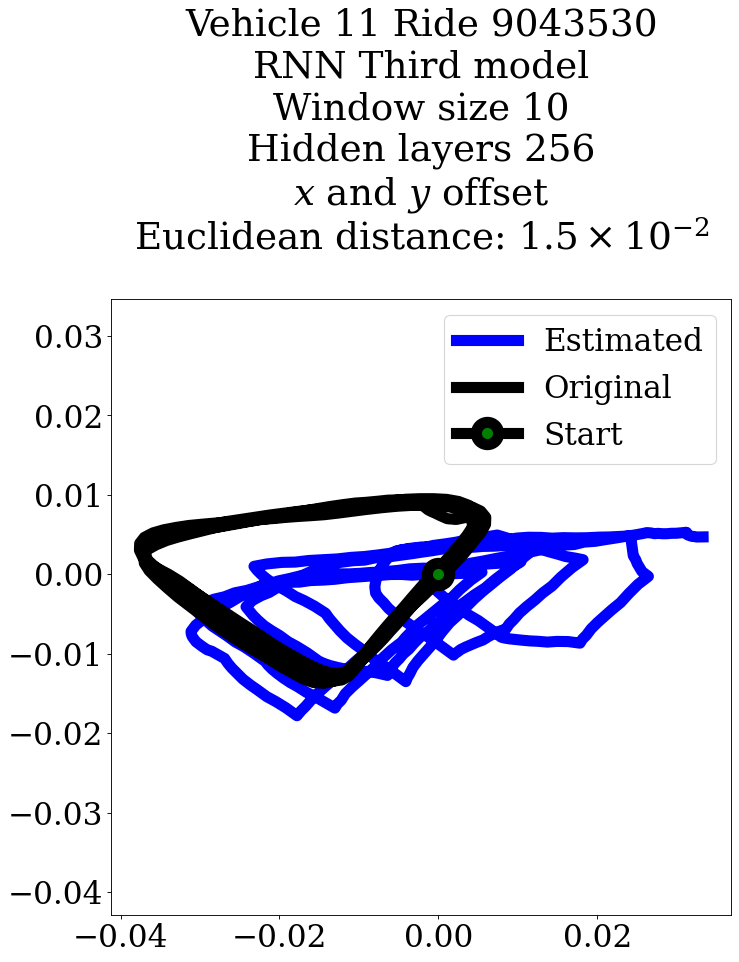 Vehicle 11 Ride 9043530
RNN Third model
Window size 10
Hidden layers 256
x and y offset
Euclidean distance: 1.5 × 10⁻²
Estimated
Original
Start
0.03
0.02
0.01
0.00
−0.01
−0.02
−0.03
−0.04
−0.04 −0.02 0.00 0.02